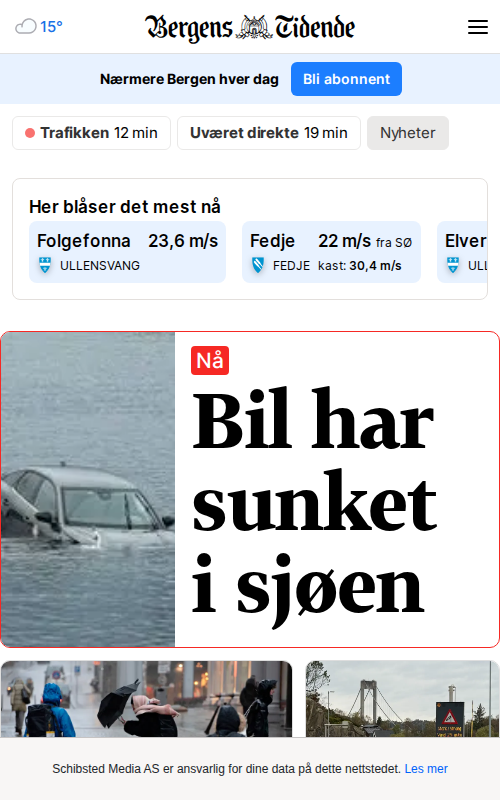 15°
Bergens Tidende
Nærmere Bergen hver dag
Bli abonnent
Trafikken 12 min
Uværet direkte 19 min
Nyheter
Her blåser det mest nå
Folgefonna 23,6 m/s
ULLENSVANG
Fedje 22 m/s fra SØ
FEDJE kast: 30,4 m/s
Elver
ULL
Nå
Bil har
sunket
i sjøen
Schibsted Media AS er ansvarlig for dine data på dette nettstedet. Les mer